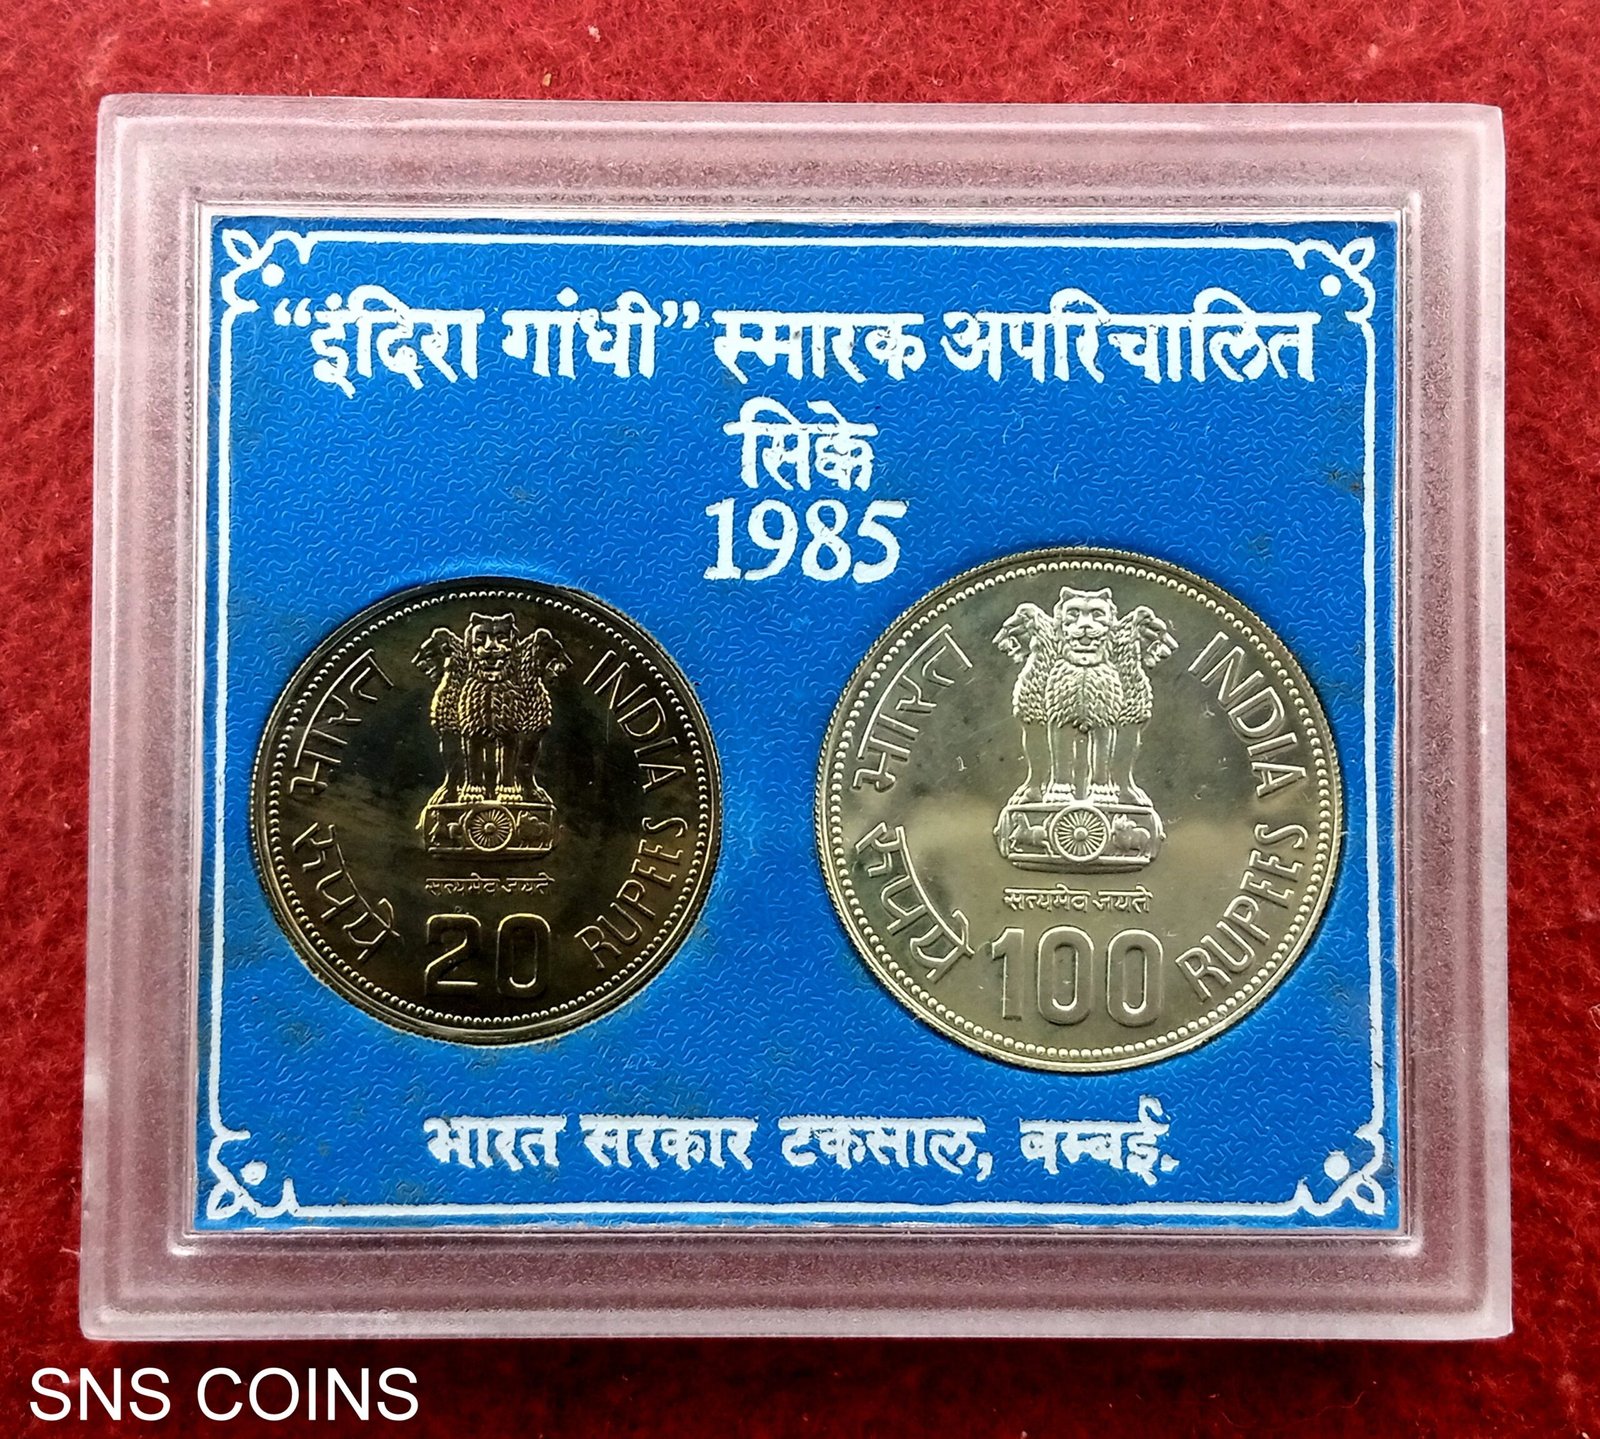 “इंदिरा गांधी” स्मारक अपरिचालित
सिक्के
1985
भारत
INDIA
रुपये
RUPEES
सत्यमेव जयते
20
भारत
INDIA
रुपये
RUPEES
सत्यमेव जयते
100
भारत सरकार टकसाल, बम्बई.
SNS COINS